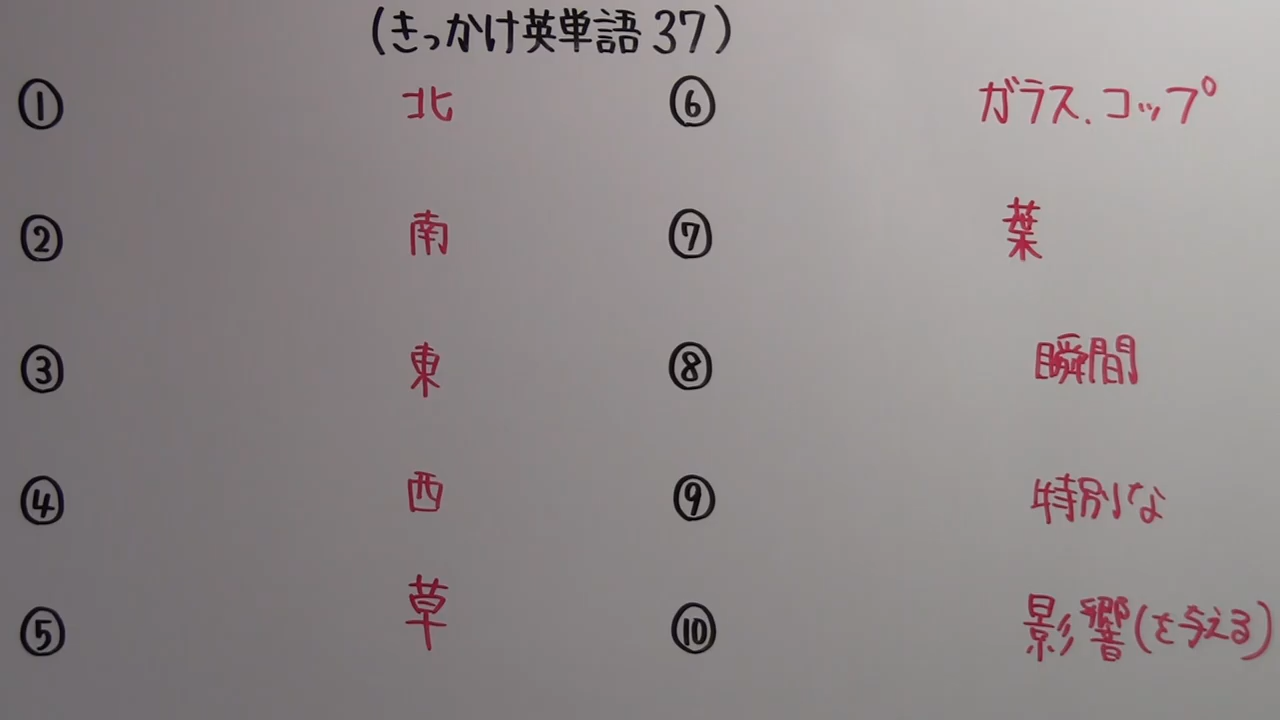 (きっかけ英単語37)
① 北
② 南
③ 東
④ 西
⑤ 草
⑥ ガラス.コップ
⑦ 葉
⑧ 瞬間
⑨ 特別な
⑩ 影響(を与える)